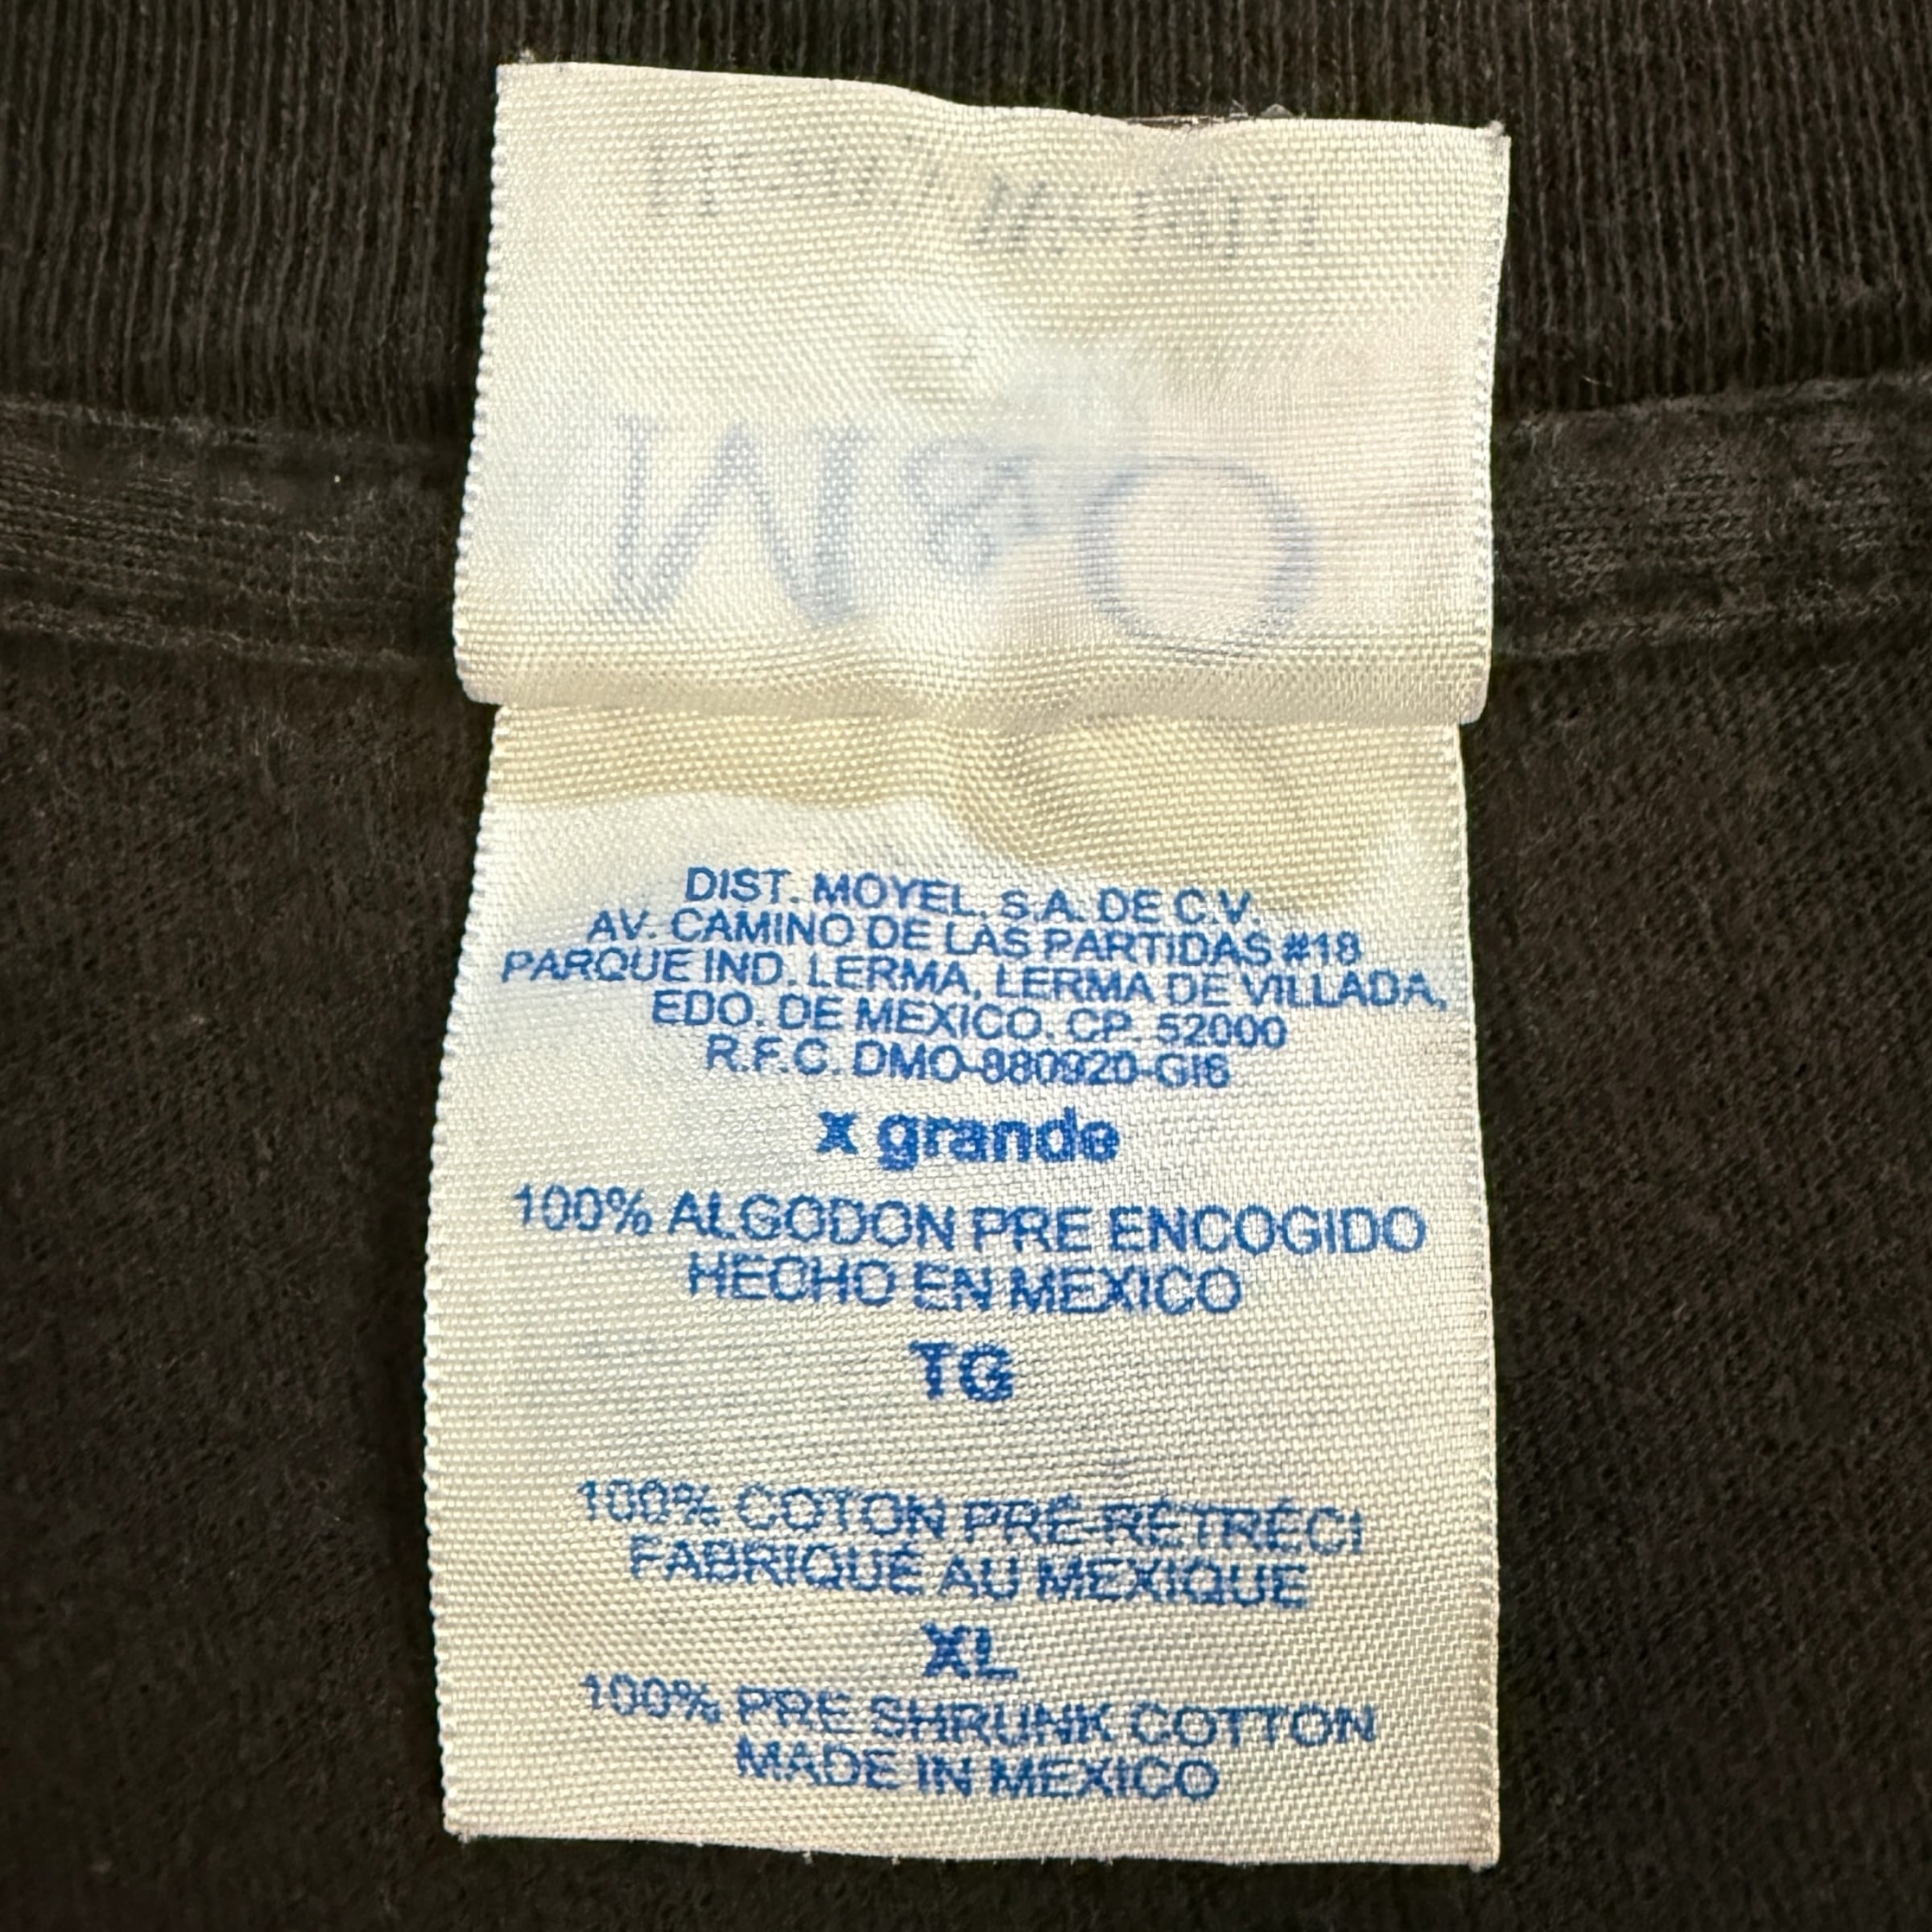 DIST. MOYEL, S.A. DE C.V.
AV. CAMINO DE LAS PARTIDAS #18
PARQUE IND. LERMA, LERMA DE VILLADA,
EDO. DE MEXICO. CP. 52000
R.F.C. DMO-880920-GI6
x grande
100% ALGODON PRE ENCOGIDO
HECHO EN MEXICO
TG
100% COTON PRÉ-RÉTRÉCI
FABRIQUÉ AU MEXIQUE
XL
100% PRE SHRUNK COTTON
MADE IN MEXICO